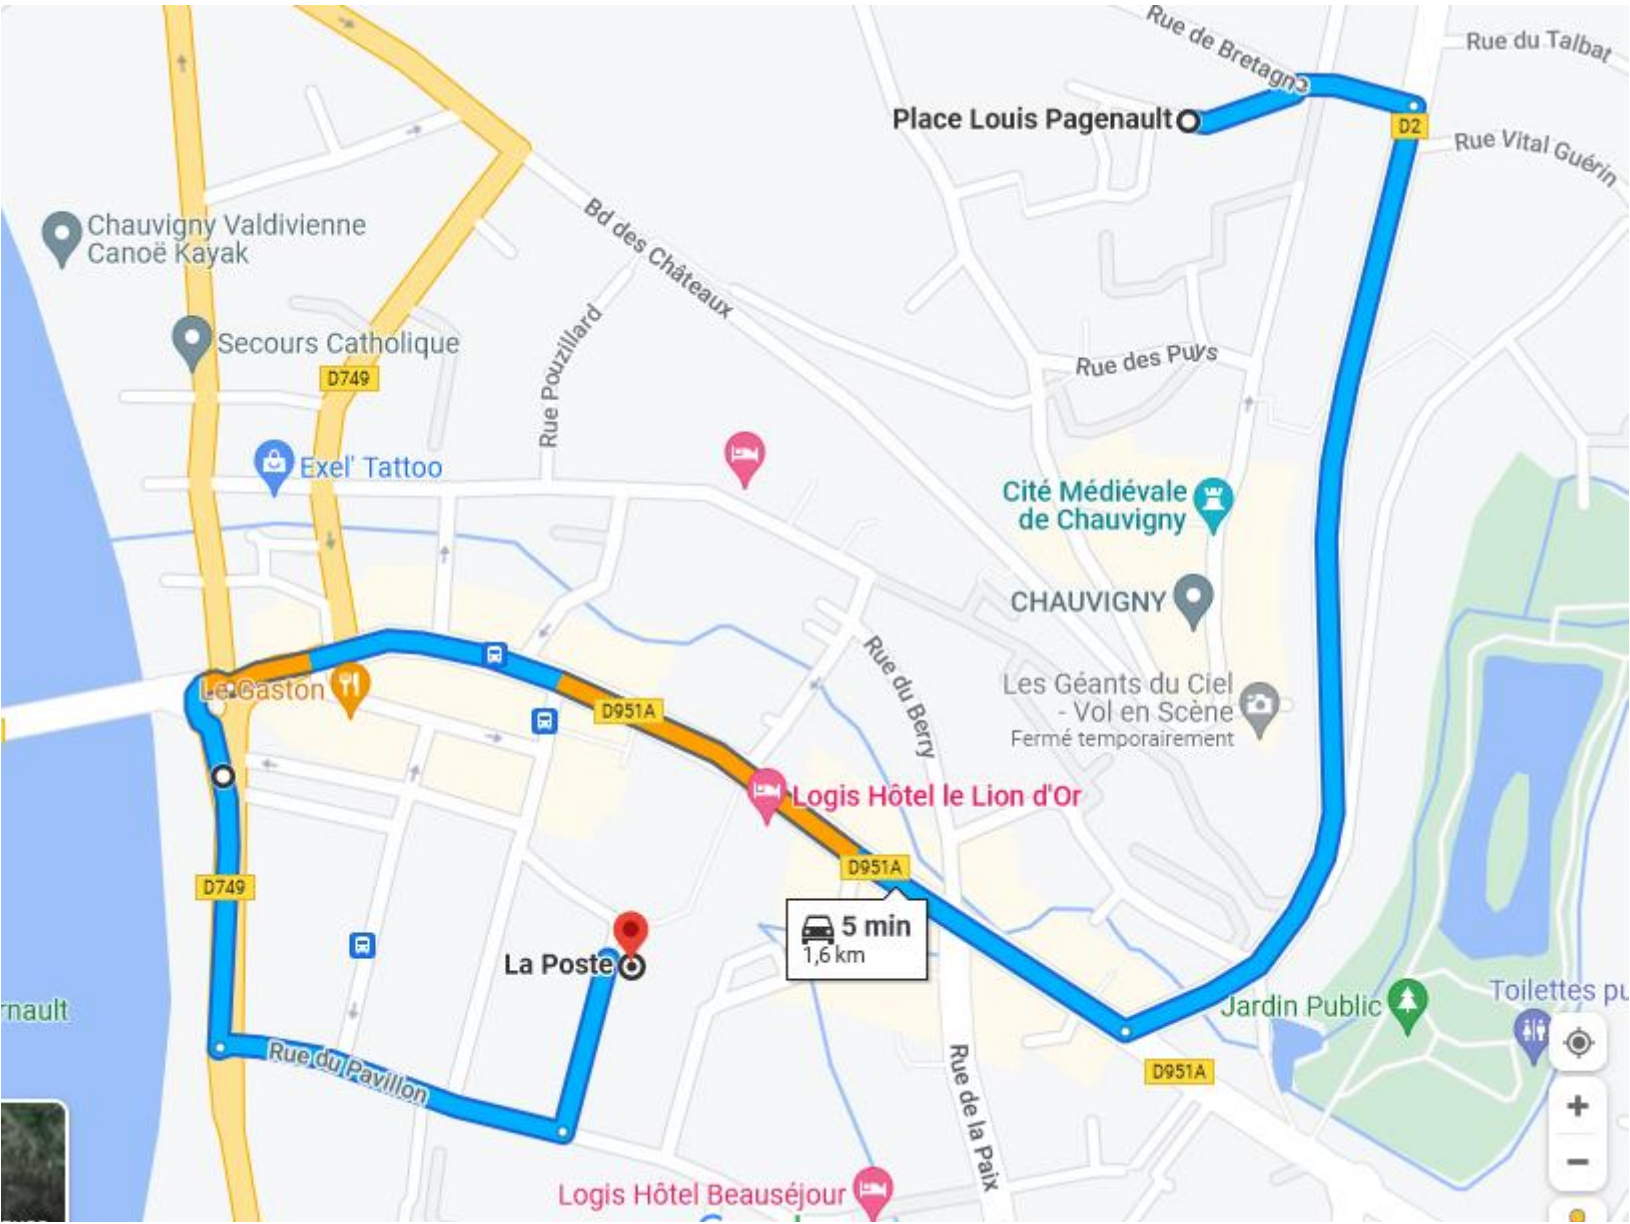 Rue de Bretagne
Rue du Talbat
Place Louis Pagenault
D2
Rue Vital Guérin
Chauvigny Valdivienne
Canoë Kayak
Bd des Châteaux
Secours Catholique
D749
Rue Pouzillard
Rue des Puys
Exel' Tattoo
Cité Médiévale
de Chauvigny
CHAUVIGNY
Rue du Berry
Les Géants du Ciel
- Vol en Scène
Fermé temporairement
Le Gaston
D951A
Logis Hôtel le Lion d'Or
D951A
D749
5 min
1,6 km
La Poste
rnault
Jardin Public
Toilettes pu
Rue du Pavillon
D951A
Rue de la Paix
Logis Hôtel Beauséjour